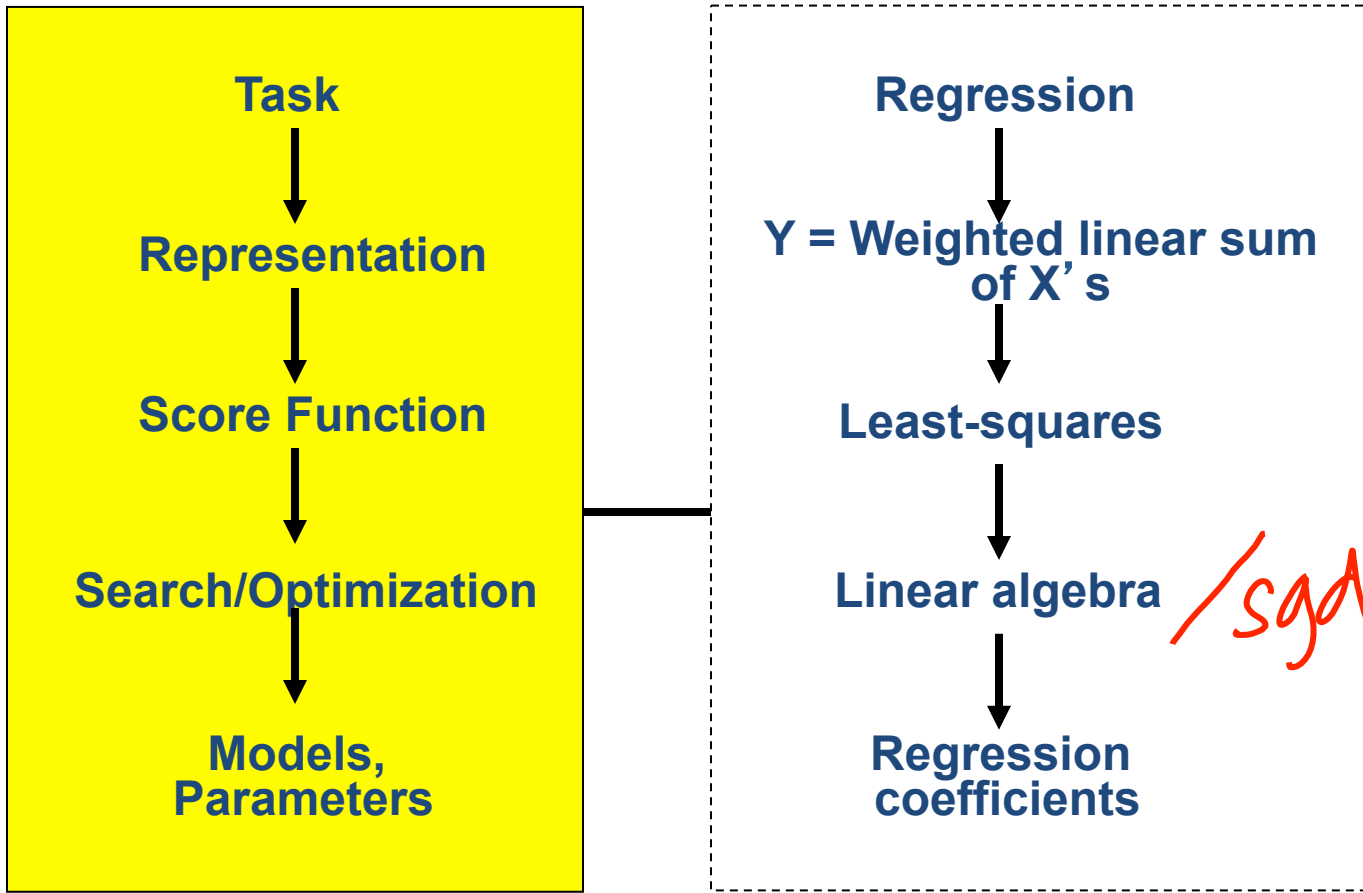 Task
Representation
Score Function
Search/Optimization
Models,
Parameters
Regression
Y = Weighted linear sum
of X’ s
Least-squares
Linear algebra /sgd
Regression
coefficients